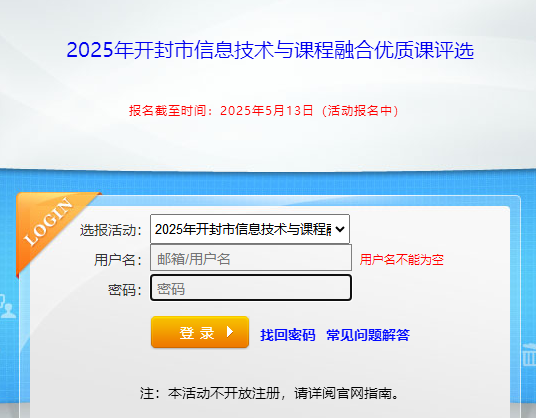 2025年开封市信息技术与课程融合优质课评选
报名截至时间：2025年5月13日（活动报名中）
LOGIN
选报活动： 2025年开封市信息技术与课程融
用户名： 邮箱/用户名 用户名不能为空
密码： 密码
登 录 找回密码 常见问题解答
注：本活动不开放注册，请详阅官网指南。